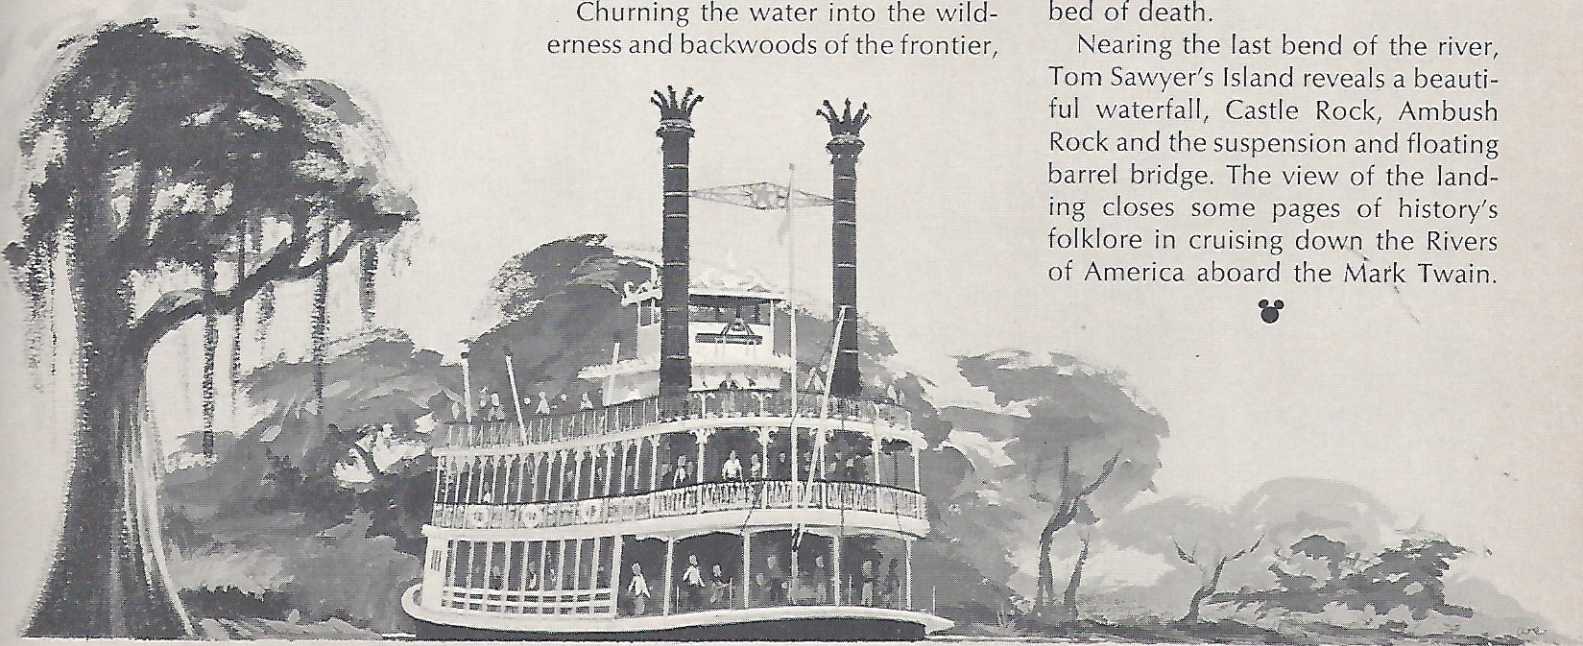 Churning the water into the wild-
erness and backwoods of the frontier,
bed of death.
Nearing the last bend of the river,
Tom Sawyer's Island reveals a beauti-
ful waterfall, Castle Rock, Ambush
Rock and the suspension and floating
barrel bridge. The view of the land-
ing closes some pages of history's
folklore in cruising down the Rivers
of America aboard the Mark Twain.